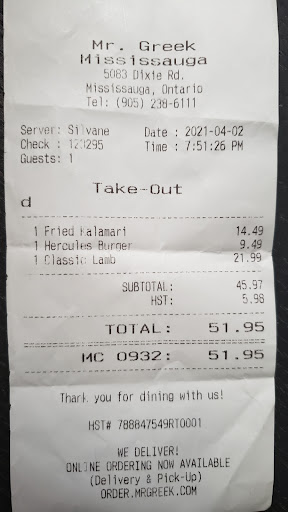 Mr. Greek
Mississauga
5083 Dixie Rd.
Mississauga, Ontario
Tel: (905) 238-6111
Server: Silvane Date : 2021-04-02
Check : 123295 Time : 7:51:26 PM
Guests: 1
Take-Out
d
1 Fried Kalamari 14.49
1 Hercules Burger 9.49
1 Classic Lamb 21.99
SUBTOTAL: 45.97
HST: 5.98
TOTAL: 51.95
MC 0932: 51.95
Thank you for dining with us!
HST# 788847549RT0001
WE DELIVER!
ONLINE ORDERING NOW AVAILABLE
(Delivery & Pick-Up)
ORDER.MRGREEK.COM